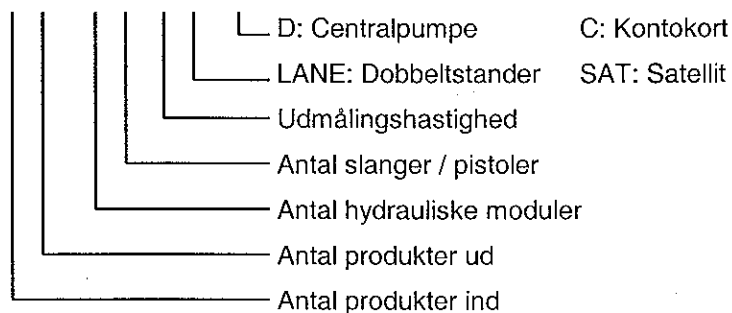 D: Centralpumpe C: Kontokort
LANE: Dobbeltstander SAT: Satellit
Udmålingshastighed
Antal slanger / pistoler
Antal hydrauliske moduler
Antal produkter ud
Antal produkter ind